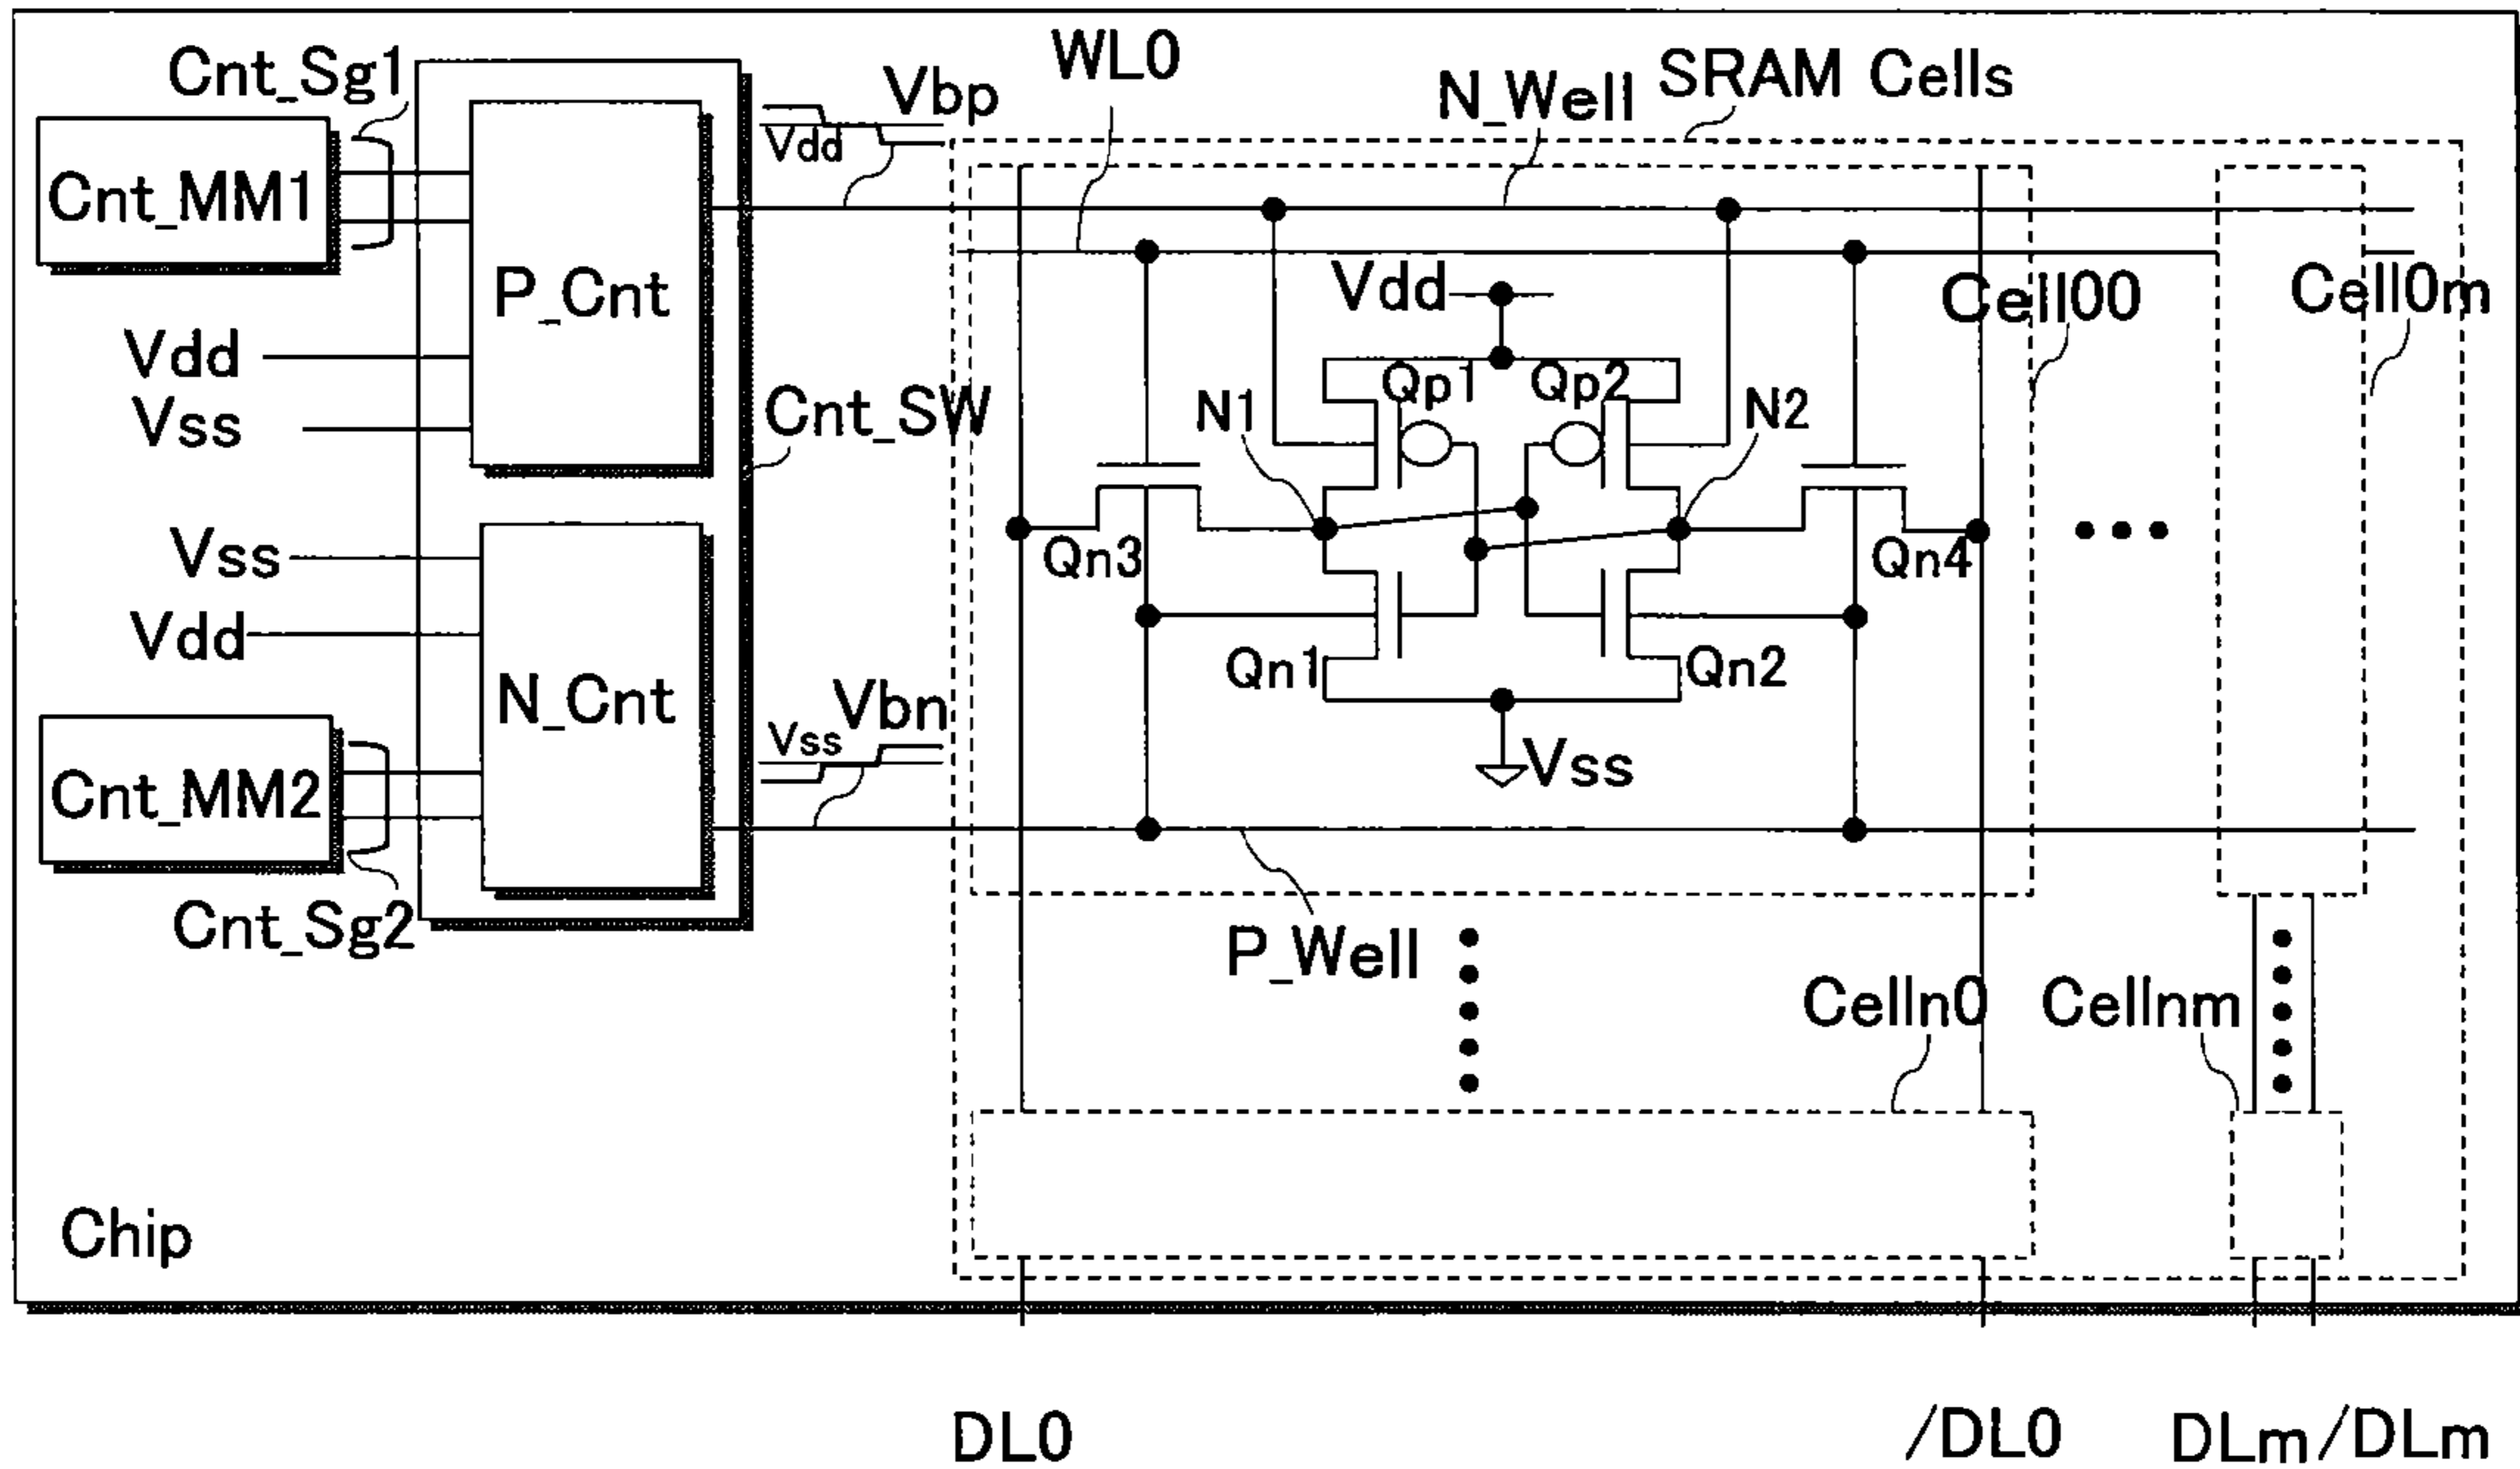 Cnt_Sg1
WL0
Vbp
N_Well
SRAM Cells
Vdd
Cnt_MM1
P_Cnt
Vdd
Cell00
Cell0m
Vdd
Vss
Cnt_SW
Qp1
Qp2
N1
N2
Vss
Qn3
Qn4
Vdd
N_Cnt
Vbn
Vss
Qn1
Qn2
Vss
Cnt_MM2
Cnt_Sg2
P_Well
Celln0
Cellnm
Chip
DL0
/DL0
DLm
/DLm